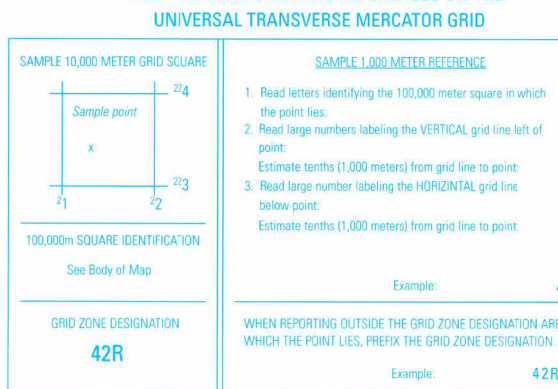 UNIVERSAL TRANSVERSE MERCATOR GRID
SAMPLE 10,000 METER GRID SCUARE
²²4
Sample point
x
²²3
²1
²2
100,000m SQUARE IDENTIFICATION
See Body of Map
GRID ZONE DESIGNATION
42R
SAMPLE 1,000 METER REFERENCE
1. Read letters identifying the 100,000 meter square in which
the point lies:
2. Read large numbers labeling the VERTICAL grid line left of
point:
Estimate tenths (1,000 meters) from grid line to point:
3. Read large number labeling the HORIZINTAL grid line
below point:
Estimate tenths (1,000 meters) from grid line to point:
Example:
WHEN REPORTING OUTSIDE THE GRID ZONE DESIGNATION ARE
WHICH THE POINT LIES, PREFIX THE GRID ZONE DESIGNATION.
Example: 42R